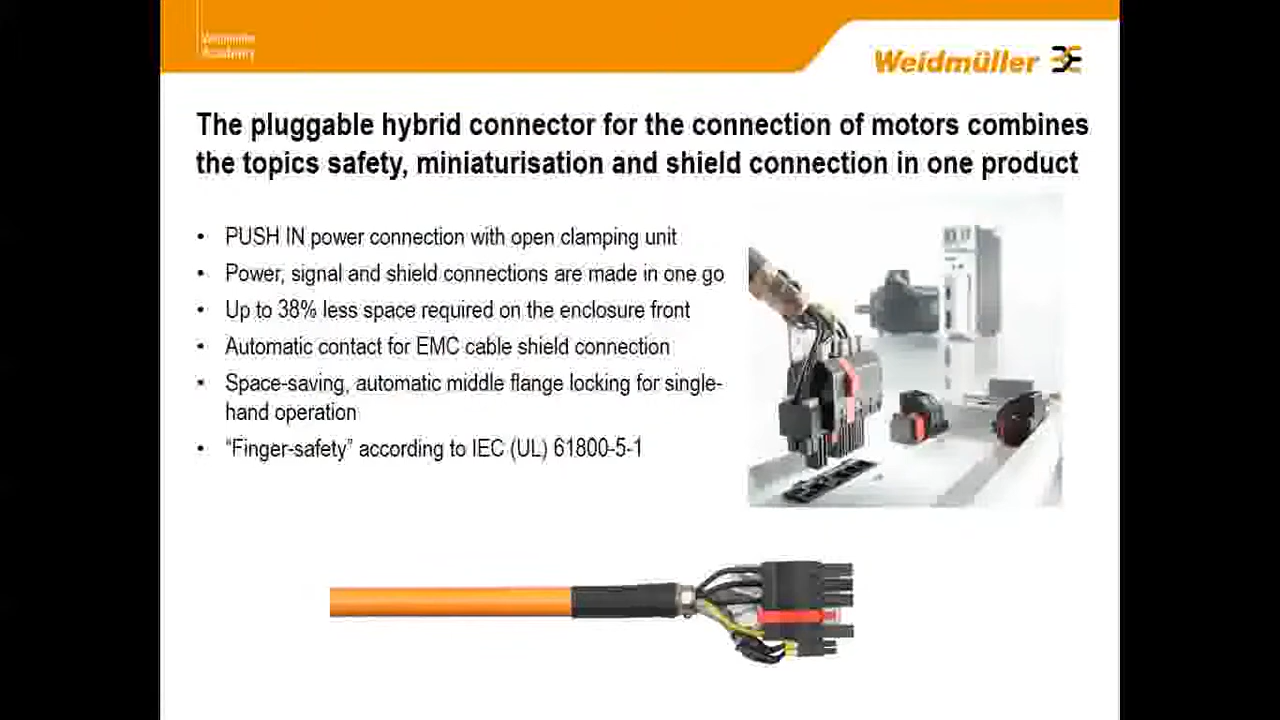 Weidmüller
Academy
Weidmüller
The pluggable hybrid connector for the connection of motors combines
the topics safety, miniaturisation and shield connection in one product
• PUSH IN power connection with open clamping unit
• Power, signal and shield connections are made in one go
• Up to 38% less space required on the enclosure front
• Automatic contact for EMC cable shield connection
• Space-saving, automatic middle flange locking for single-
hand operation
• “Finger-safety” according to IEC (UL) 61800-5-1